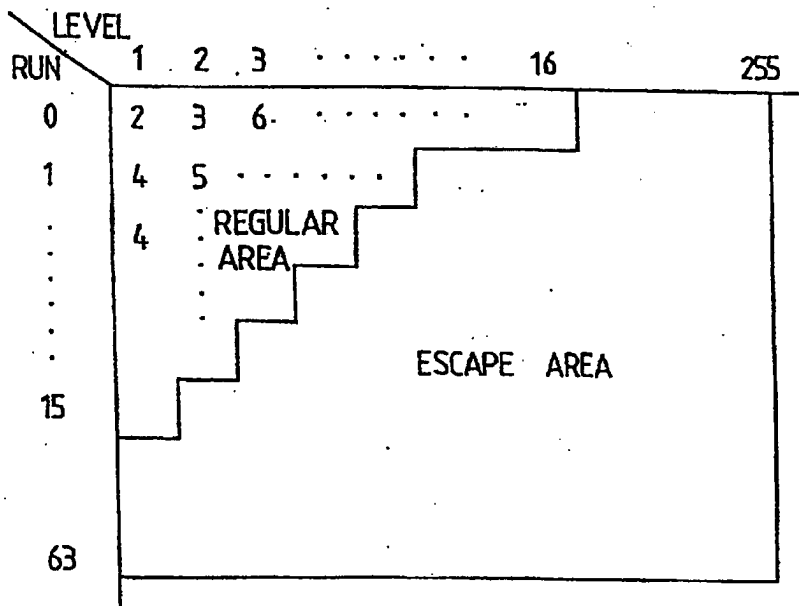 LEVEL
RUN 1 2 3 . . . . . . 16 255
0 2 3 6 . . . . . .
1 4 5 . . . . . .
4 REGULAR
AREA
ESCAPE AREA
15
63